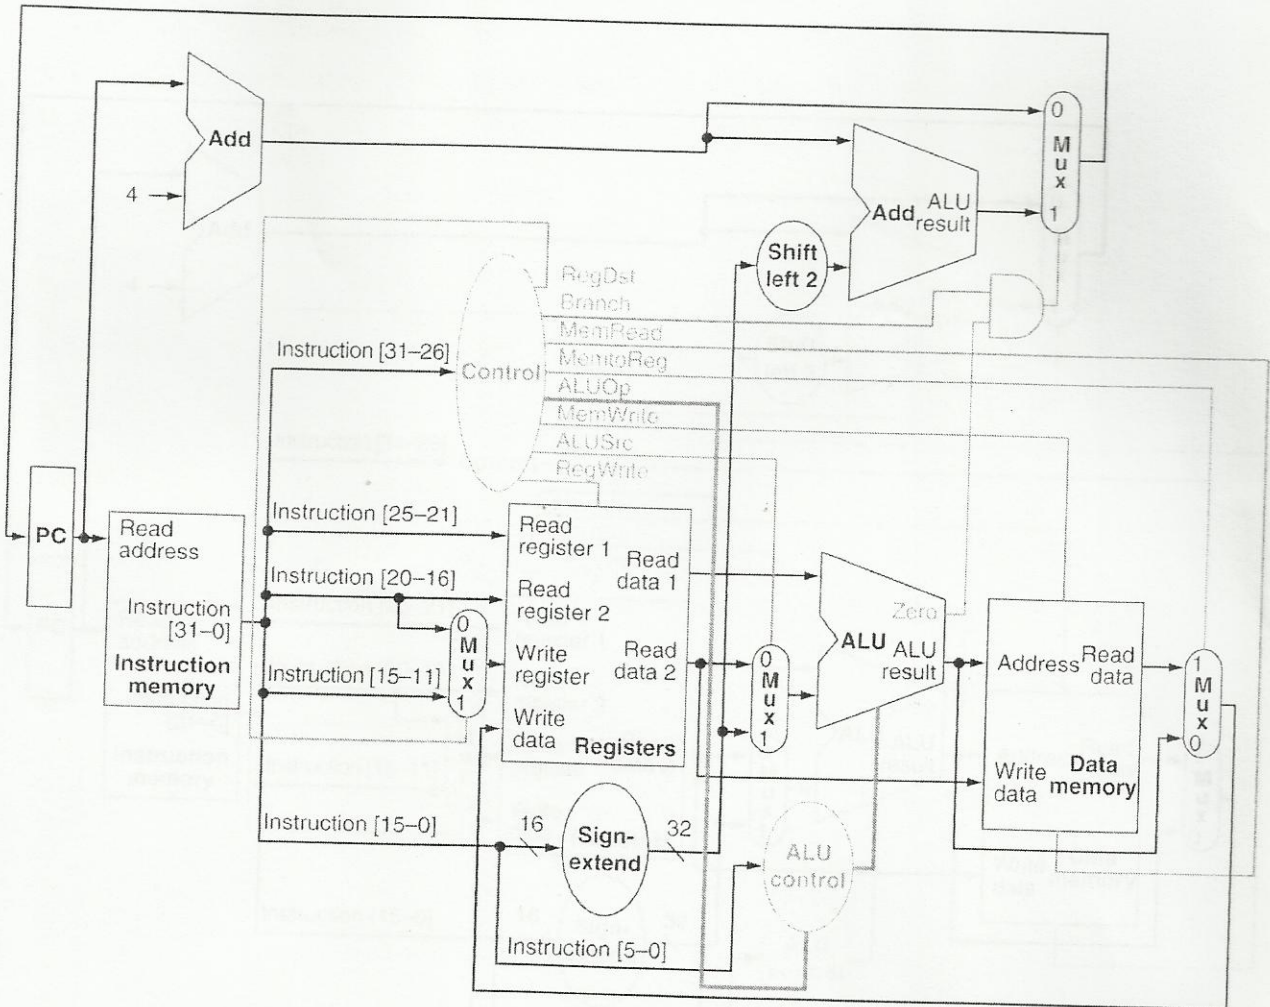 Add
4
0
Mux
1
Add
ALU
result
Shift
left 2
RegDst
Branch
MemRead
MemtoReg
ALUOp
MemWrite
ALUSrc
RegWrite
Control
Instruction [31–26]
PC
Read
address
Instruction
[31–0]
Instruction
memory
Instruction [25–21]
Instruction [20–16]
0
Mux
1
Instruction [15–11]
Read
register 1
Read
register 2
Write
register
Write
data
Read
data 1
Read
data 2
Registers
0
Mux
1
Zero
ALU
ALU
result
Address
Read
data
Write
data
Data
memory
1
Mux
0
Instruction [15–0]
16
Sign-
extend
32
ALU
control
Instruction [5–0]